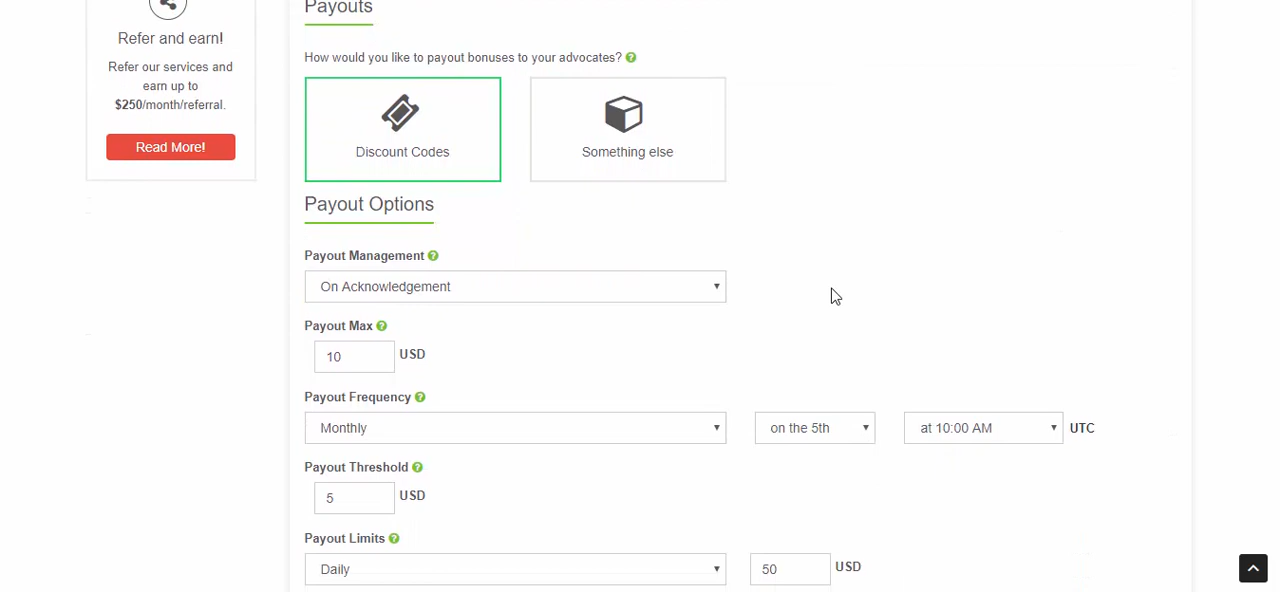 Payouts
Refer and earn!
Refer our services and
earn up to
$250/month/referral.
Read More!
How would you like to payout bonuses to your advocates? ?
Discount Codes
Something else
Payout Options
Payout Management ?
On Acknowledgement
Payout Max ?
10 USD
Payout Frequency ?
Monthly on the 5th at 10:00 AM UTC
Payout Threshold ?
5 USD
Payout Limits ?
Daily 50 USD